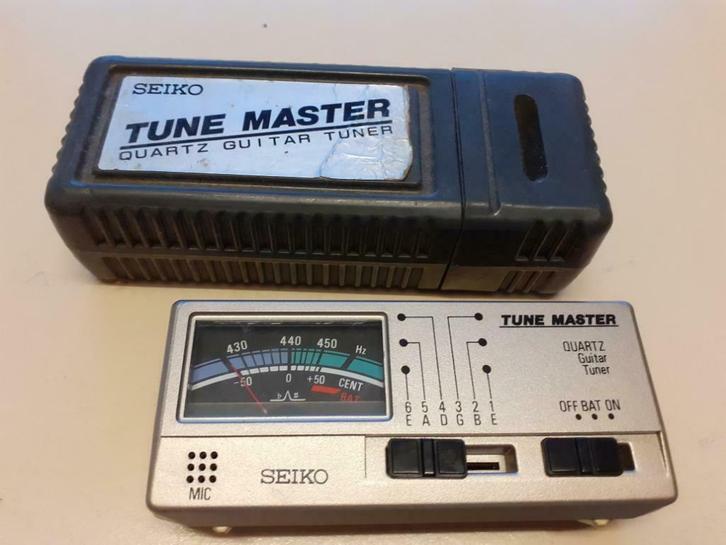 SEIKO
TUNE MASTER
QUARTZ GUITAR TUNER
430 440 450 Hz
-50 0 +50 CENT
BAT
♭ ♯
6 5 4 3 2 1
E A D G B E
TUNE MASTER
QUARTZ
Guitar
Tuner
OFF BAT ON
MIC
SEIKO